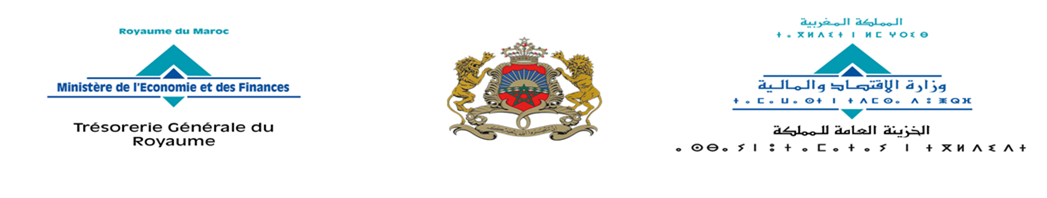 Royaume du Maroc
Ministère de l'Economie et des Finances
Trésorerie Générale du
Royaume
المملكة المغربية
ⵜⴰⴳⵍⴷⵉⵜ ⵏ ⵍⵎⵖⵔⵉⴱ
وزارة الاقتصاد والمالية
الخزينة العامة للمملكة